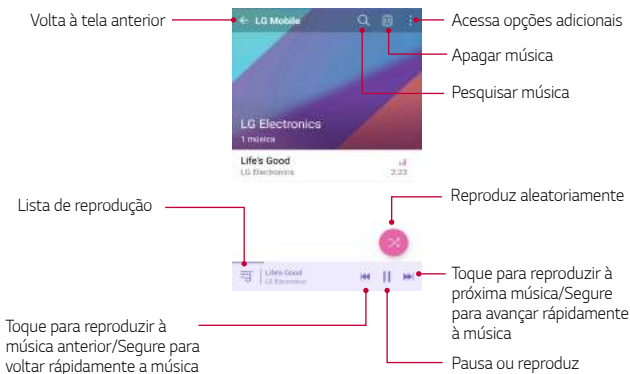 Volta à tela anterior
LG Mobile
Acessa opções adicionais
Apagar música
Pesquisar música
LG Electronics
1 música
Life's Good
LG Electronics
2:23
Lista de reprodução
Reproduz aleatoriamente
Life's Good
LG Electronics
Toque para reproduzir à
próxima música/Segure
para avançar rápidamente
à música
Toque para reproduzir à
música anterior/Segure para
voltar rápidamente a música
Pausa ou reproduz